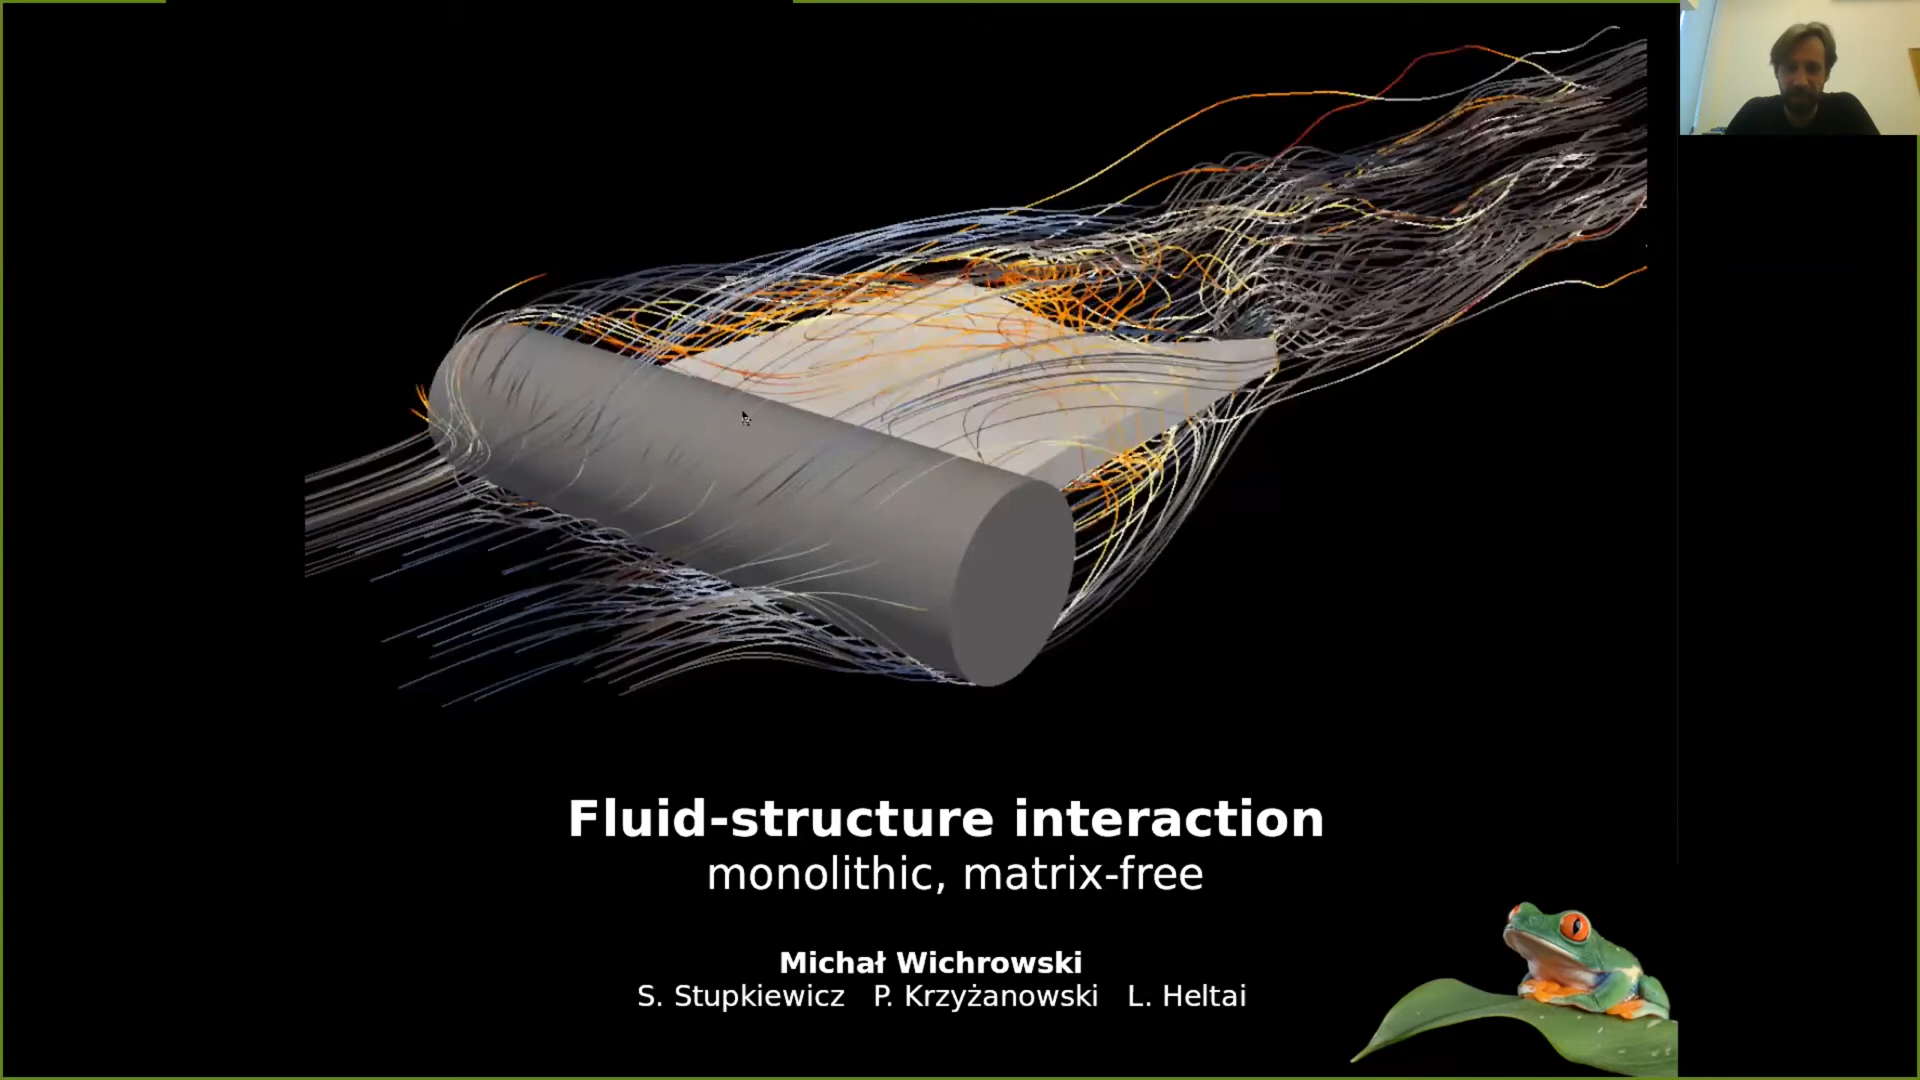 Fluid-structure interaction
monolithic, matrix-free
Michał Wichrowski
S. Stupkiewicz P. Krzyżanowski L. Heltai